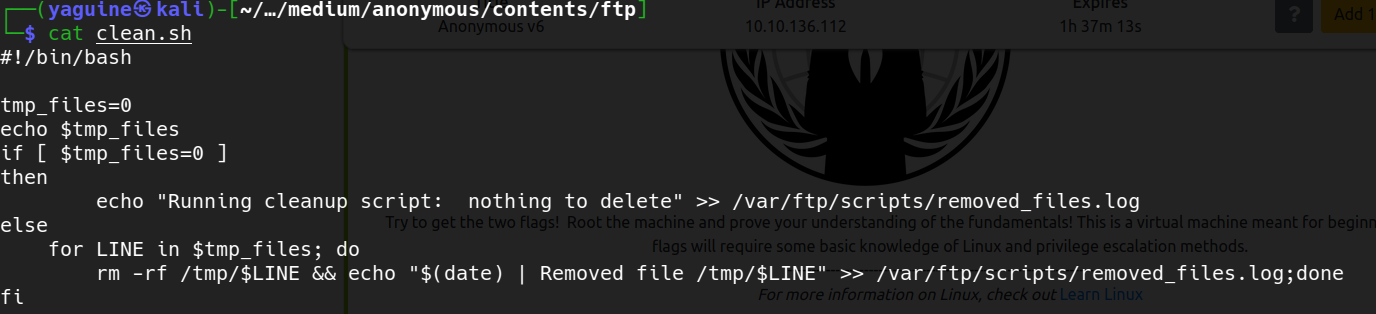 ┌──(yaguine㉿kali)-[~/…/medium/anonymous/contents/ftp]
└─$ cat clean.sh
IP Address
Expires
Anonymous v6
10.10.136.112
1h 37m 13s
?
Add 1
#!/bin/bash
tmp_files=0
echo $tmp_files
if [ $tmp_files=0 ]
then
        echo "Running cleanup script:  nothing to delete" >> /var/ftp/scripts/removed_files.log
Try to get the two flags!  Root the machine and prove your understanding of the fundamentals! This is a virtual machine meant for beginn
else
    for LINE in $tmp_files; do
flags will require some basic knowledge of Linux and privilege escalation methods.
        rm -rf /tmp/$LINE && echo "$(date) | Removed file /tmp/$LINE" >> /var/ftp/scripts/removed_files.log;done
fi
For more information on Linux, check out Learn Linux